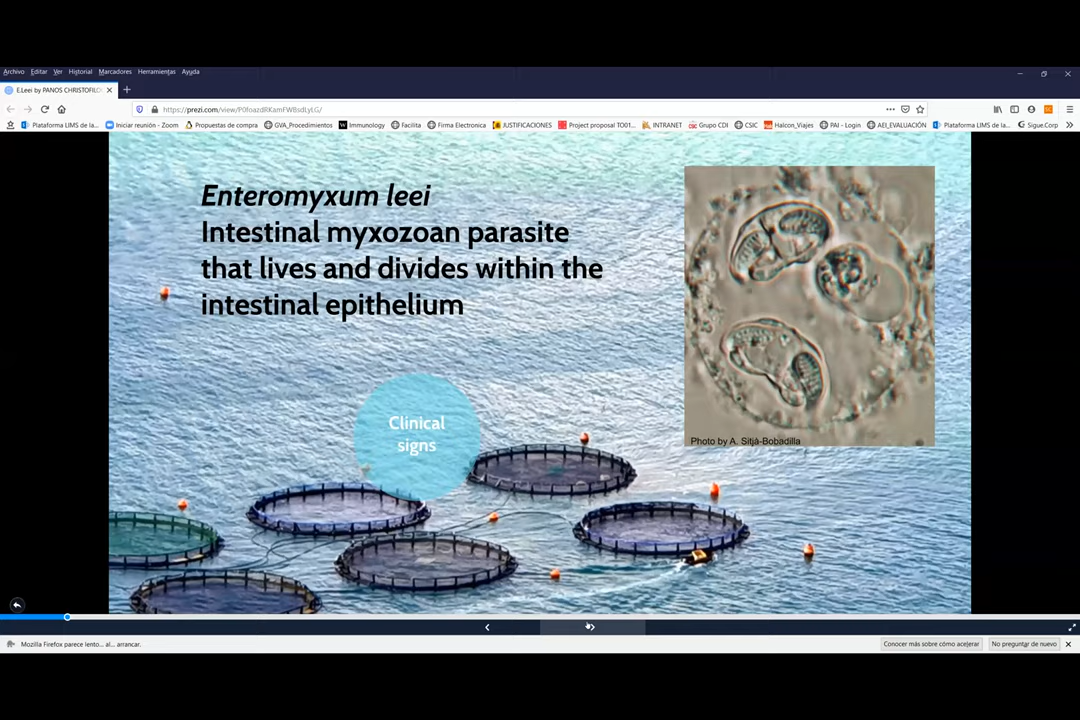 Archivo Editar Ver Historial Marcadores Herramientas Ayuda
E.Leei by PANOS CHRISTOFILO
https://prezi.com/view/
Plataforma LIMS de la... Iniciar reunión - Zoom Propuestas de compra GVA_Procedimientos Immunology Facilita Firma Electronica JUSTIFICACIONES Project proposal TO01... INTRANET Grupo CDI CSIC Halcon_Viajes PAI - Login AEI_EVALUACIÓN Plataforma LIMS de la... Sigue.Corp
Enteromyxum leei
Intestinal myxozoan parasite
that lives and divides within the
intestinal epithelium
Clinical
signs
Photo by A. Sitjà-Bobadilla
Mozilla Firefox parece lento... al... arrancar.
Conocer más sobre cómo acelerar
No preguntar de nuevo